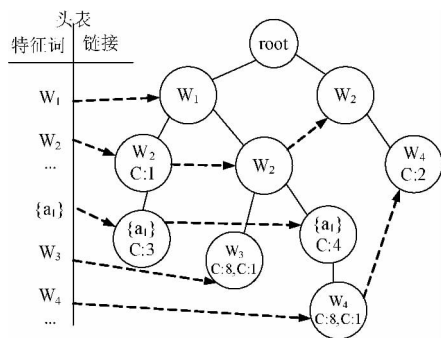 头表
特征词 链接
root
W₁
W₁
W₂
W₂
W₂
C:1
W₂
W₄
C:2
...
{a₁}
{a₁}
C:3
{a₁}
C:4
W₃
W₃
C:8,C:1
W₄
W₄
C:8,C:1
...